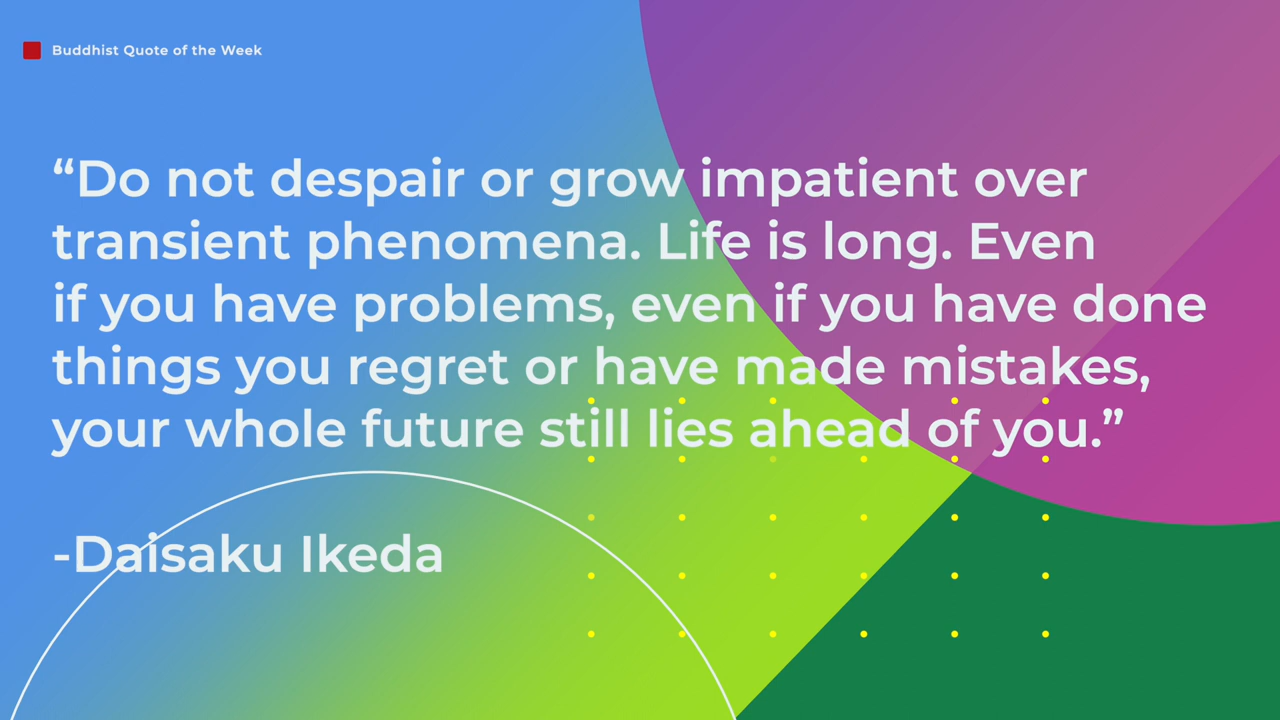 Buddhist Quote of the Week
“Do not despair or grow impatient over
transient phenomena. Life is long. Even
if you have problems, even if you have done
things you regret or have made mistakes,
your whole future still lies ahead of you.”
-Daisaku Ikeda